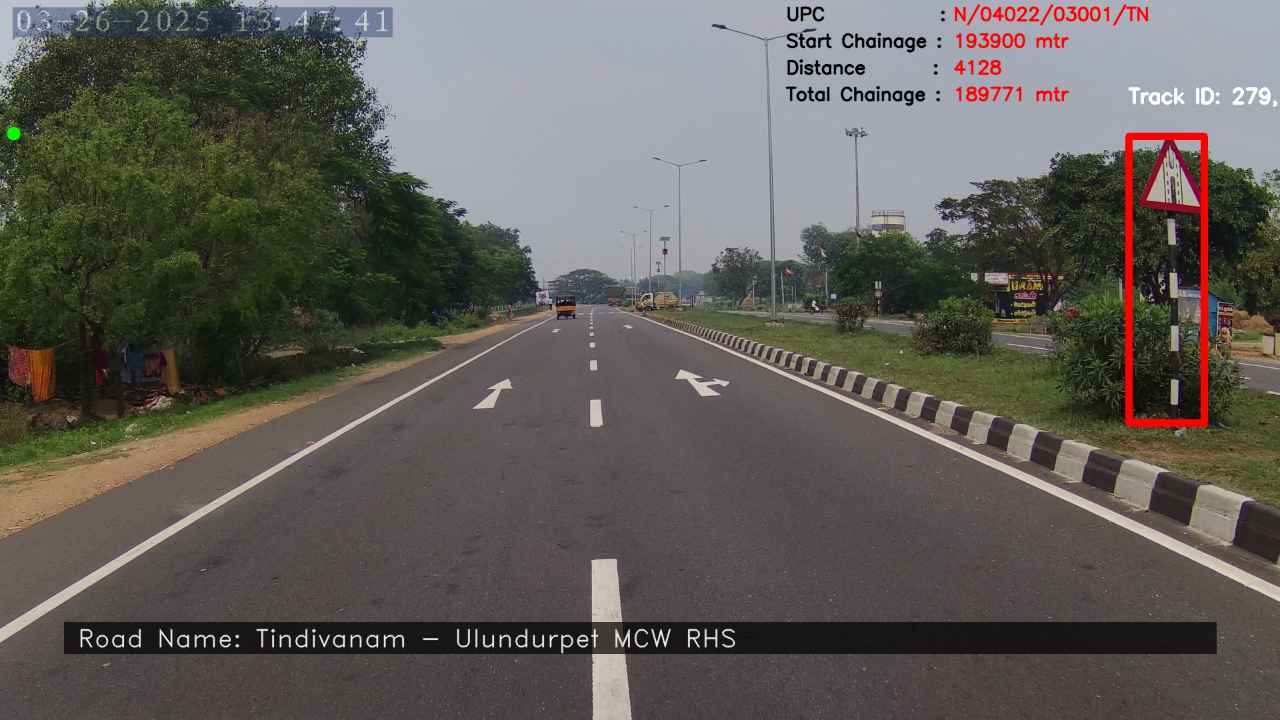 03-26-2025 13:47:41
UPC : N/04022/03001/TN
Start Chainage : 193900 mtr
Distance : 4128
Total Chainage : 189771 mtr
Track ID: 279,
Road Name: Tindivanam - Ulundurpet MCW RHS